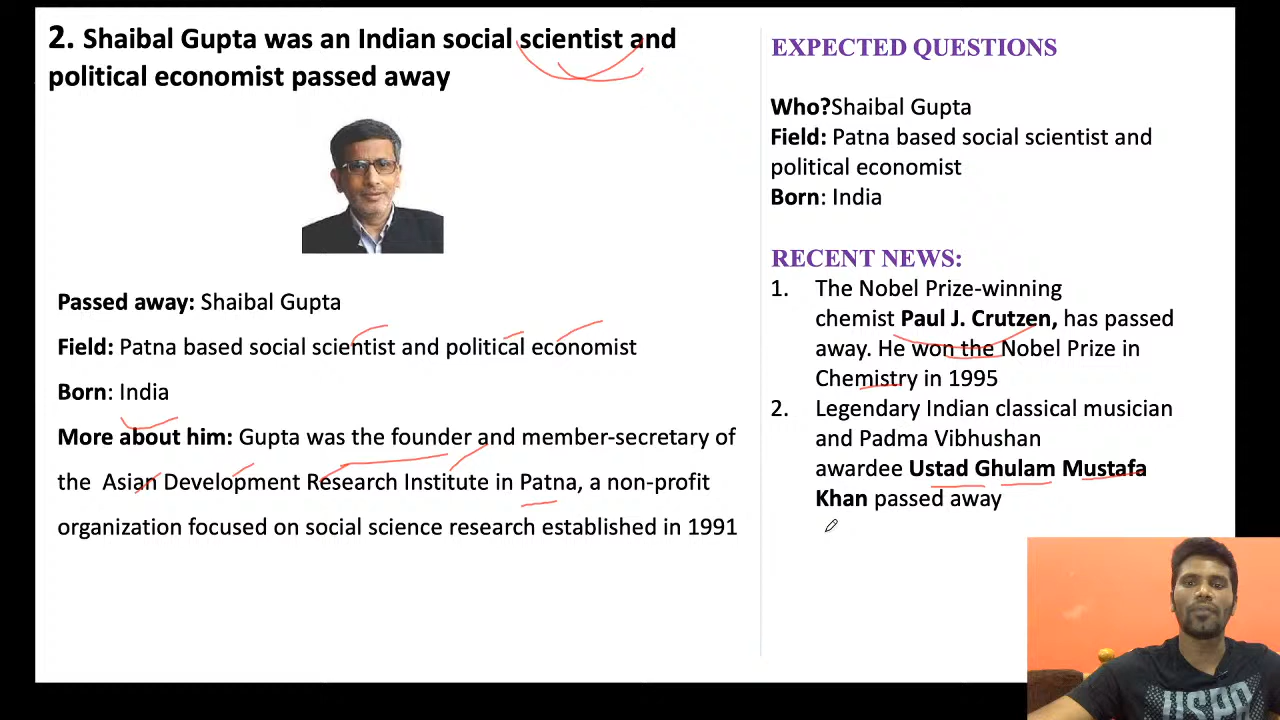 2. Shaibal Gupta was an Indian social scientist and
political economist passed away
Passed away: Shaibal Gupta
Field: Patna based social scientist and political economist
Born: India
More about him: Gupta was the founder and member-secretary of
the Asian Development Research Institute in Patna, a non-profit
organization focused on social science research established in 1991
EXPECTED QUESTIONS
Who?Shaibal Gupta
Field: Patna based social scientist and
political economist
Born: India
RECENT NEWS:
1. The Nobel Prize-winning
chemist Paul J. Crutzen, has passed
away. He won the Nobel Prize in
Chemistry in 1995
2. Legendary Indian classical musician
and Padma Vibhushan
awardee Ustad Ghulam Mustafa
Khan passed away